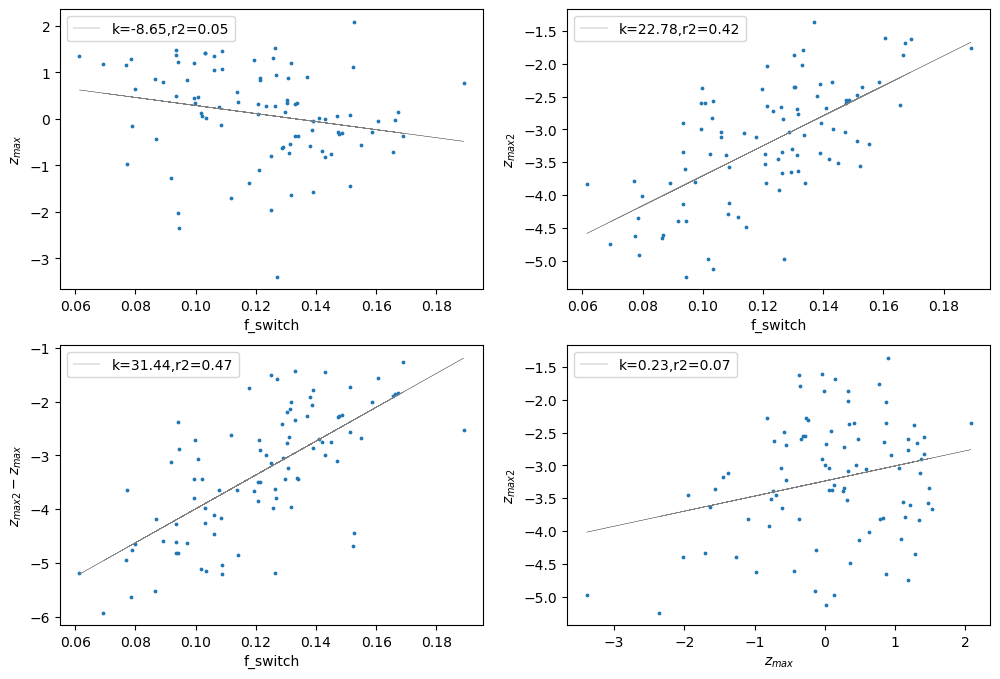 k=-8.65,r2=0.05
2
1
0
−1
−2
−3
z_max
0.06 0.08 0.10 0.12 0.14 0.16 0.18
f_switch
k=22.78,r2=0.42
−1.5
−2.0
−2.5
−3.0
−3.5
−4.0
−4.5
−5.0
z_max2
0.06 0.08 0.10 0.12 0.14 0.16 0.18
f_switch
k=31.44,r2=0.47
−1
−2
−3
−4
−5
−6
z_max2 − z_max
0.06 0.08 0.10 0.12 0.14 0.16 0.18
f_switch
k=0.23,r2=0.07
−1.5
−2.0
−2.5
−3.0
−3.5
−4.0
−4.5
−5.0
z_max2
−3 −2 −1 0 1 2
z_max